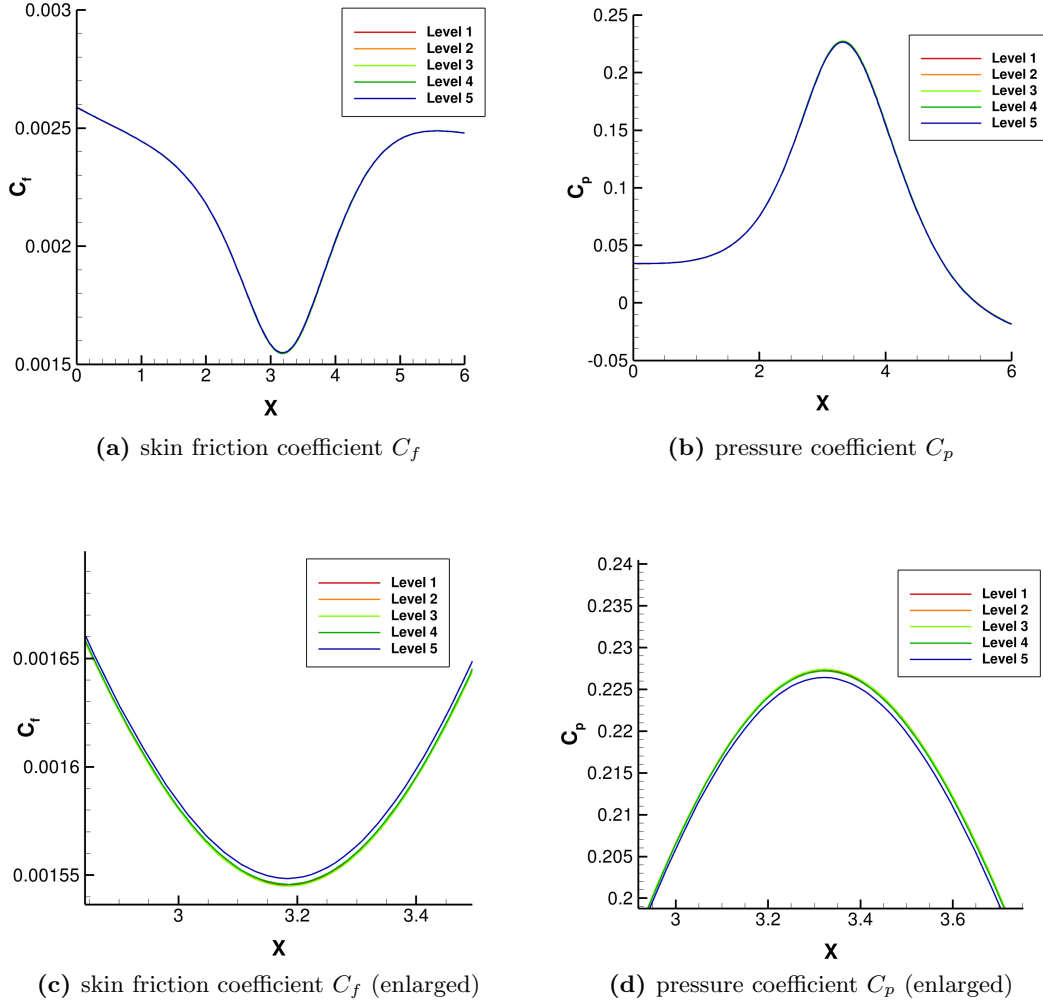 0.003
0.0025
0.002
0.0015
C_f
0 1 2 3 4 5 6
X
Level 1
Level 2
Level 3
Level 4
Level 5
(a) skin friction coefficient C_f
0.25
0.2
0.15
0.1
0.05
0
-0.05
C_p
0 2 4 6
X
Level 1
Level 2
Level 3
Level 4
Level 5
(b) pressure coefficient C_p
0.00165
0.0016
0.00155
C_f
3 3.2 3.4
X
Level 1
Level 2
Level 3
Level 4
Level 5
(c) skin friction coefficient C_f (enlarged)
0.24
0.235
0.23
0.225
0.22
0.215
0.21
0.205
0.2
C_p
3 3.2 3.4 3.6
X
Level 1
Level 2
Level 3
Level 4
Level 5
(d) pressure coefficient C_p (enlarged)